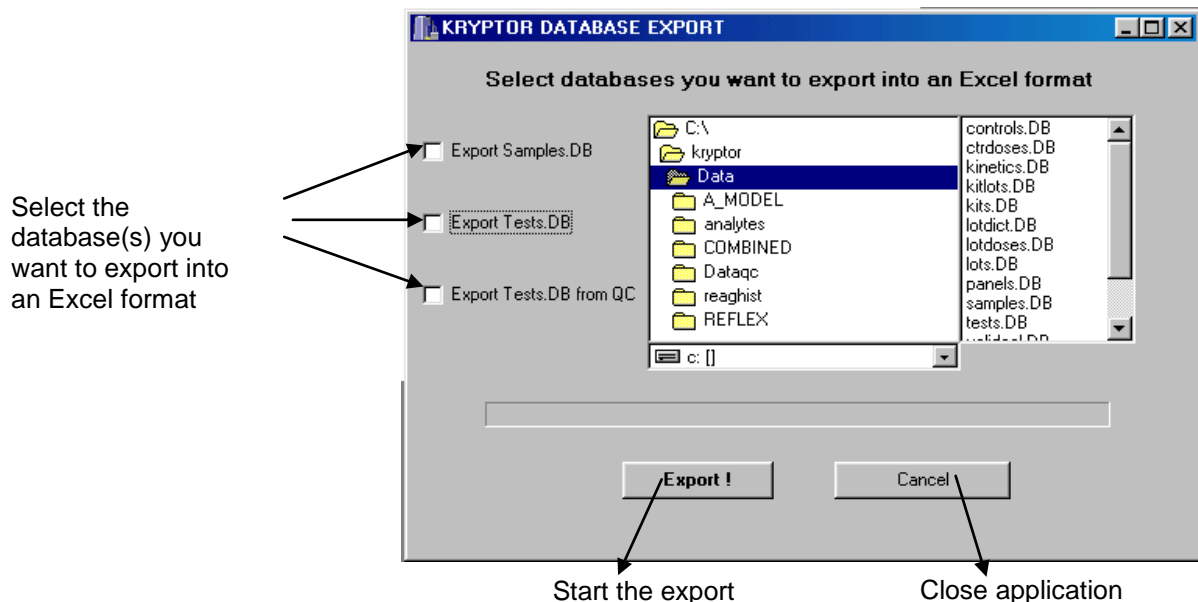 KRYPTOR DATABASE EXPORT
Select databases you want to export into an Excel format
Select the
database(s) you
want to export into
an Excel format
Export Samples.DB
Export Tests.DB
Export Tests.DB from QC
C:\
kryptor
Data
A_MODEL
analytes
COMBINED
Dataqc
reaghist
REFLEX
c: []
controls.DB
ctrdoses.DB
kinetics.DB
kitlots.DB
kits.DB
lotdict.DB
lotdoses.DB
lots.DB
panels.DB
samples.DB
tests.DB
Export !
Cancel
Start the export
Close application